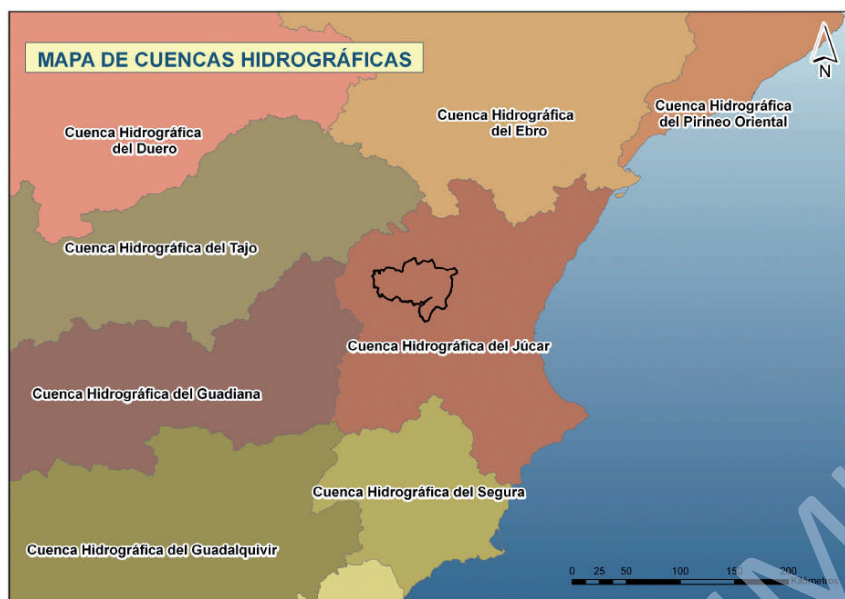 MAPA DE CUENCAS HIDROGRÁFICAS
N
Cuenca Hidrográfica
del Duero
Cuenca Hidrográfica
del Ebro
Cuenca Hidrográfica
del Pirineo Oriental
Cuenca Hidrográfica del Tajo
Cuenca Hidrográfica del Júcar
Cuenca Hidrográfica del Guadiana
Cuenca Hidrográfica del Segura
Cuenca Hidrográfica del Guadalquivir
0 25 50 100 150 200
Kilómetros